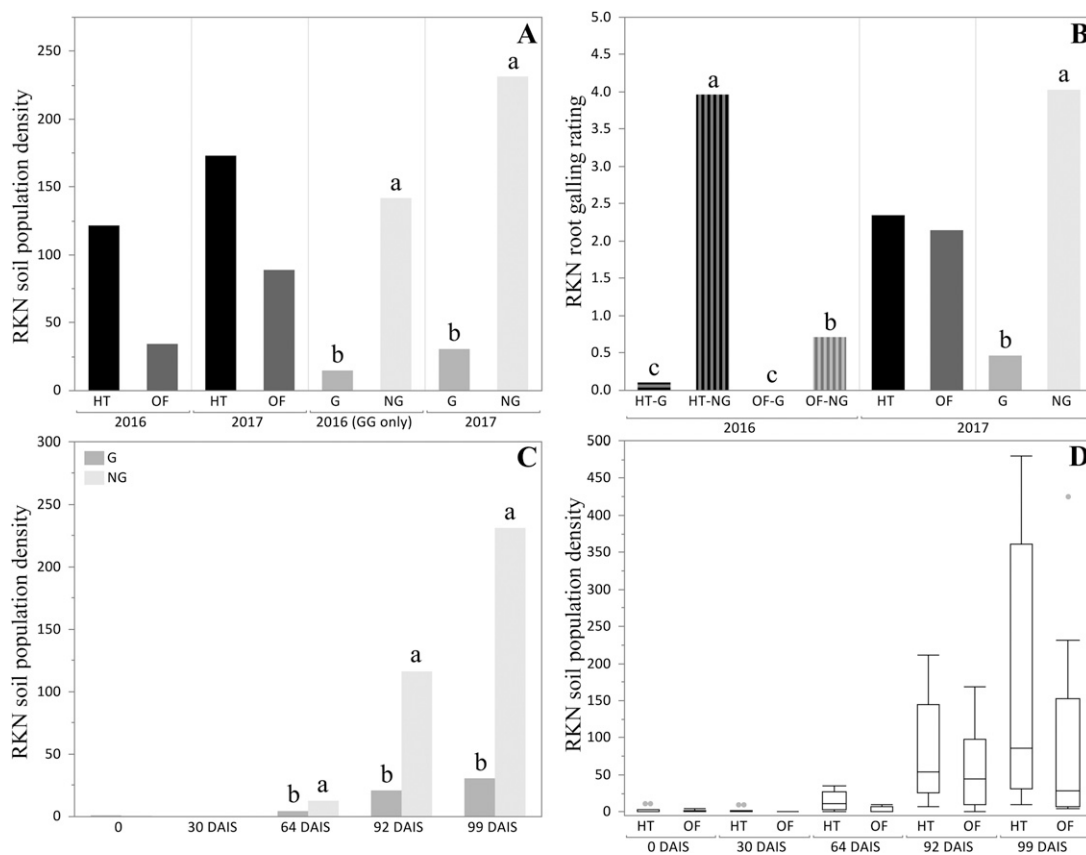 A
RKN soil population density
250
200
150
100
50
0
b
a
b
a
HT OF HT OF G NG G NG
2016 2017 2016 (GG only) 2017
B
RKN root galling rating
5.0
4.5
4.0
3.5
3.0
2.5
2.0
1.5
1.0
0.5
0.0
c
a
c
b
b
a
HT-G HT-NG OF-G OF-NG HT OF G NG
2016 2017
C
RKN soil population density
300
250
200
150
100
50
0
G
NG
b a
b a
b a
0 30 DAIS 64 DAIS 92 DAIS 99 DAIS
D
RKN soil population density
500
450
400
350
300
250
200
150
100
50
0
HT OF HT OF HT OF HT OF HT OF
0 DAIS 30 DAIS 64 DAIS 92 DAIS 99 DAIS